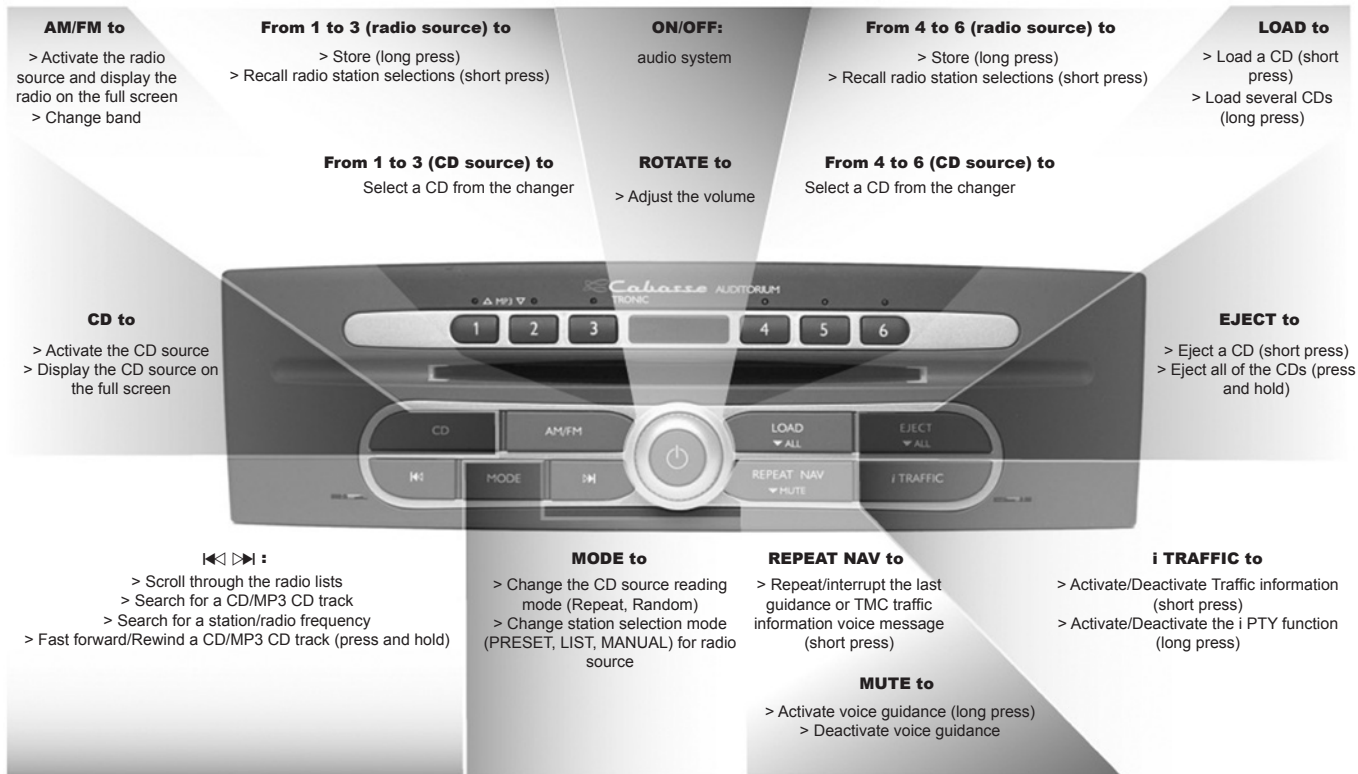 AM/FM to
> Activate the radio
source and display the
radio on the full screen
> Change band
From 1 to 3 (radio source) to
> Store (long press)
> Recall radio station selections (short press)
ON/OFF:
audio system
From 4 to 6 (radio source) to
> Store (long press)
> Recall radio station selections (short press)
LOAD to
> Load a CD (short
press)
> Load several CDs
(long press)
From 1 to 3 (CD source) to
Select a CD from the changer
ROTATE to
> Adjust the volume
From 4 to 6 (CD source) to
Select a CD from the changer
CD to
> Activate the CD source
> Display the CD source on
the full screen
Cabasse AUDITORIUM
TRONIC
△ MP3 ▽
1 2 3 4 5 6
CD
AM/FM
LOAD
▼ ALL
EJECT
▼ ALL
MODE
REPEAT NAV
▼ MUTE
i TRAFFIC
EJECT to
> Eject a CD (short press)
> Eject all of the CDs (press
and hold)
|◀◁ ▷▶| :
> Scroll through the radio lists
> Search for a CD/MP3 CD track
> Search for a station/radio frequency
> Fast forward/Rewind a CD/MP3 CD track (press and hold)
MODE to
> Change the CD source reading
mode (Repeat, Random)
> Change station selection mode
(PRESET, LIST, MANUAL) for radio
source
REPEAT NAV to
> Repeat/interrupt the last
guidance or TMC traffic
information voice message
(short press)
MUTE to
> Activate voice guidance (long press)
> Deactivate voice guidance
i TRAFFIC to
> Activate/Deactivate Traffic information
(short press)
> Activate/Deactivate the i PTY function
(long press)